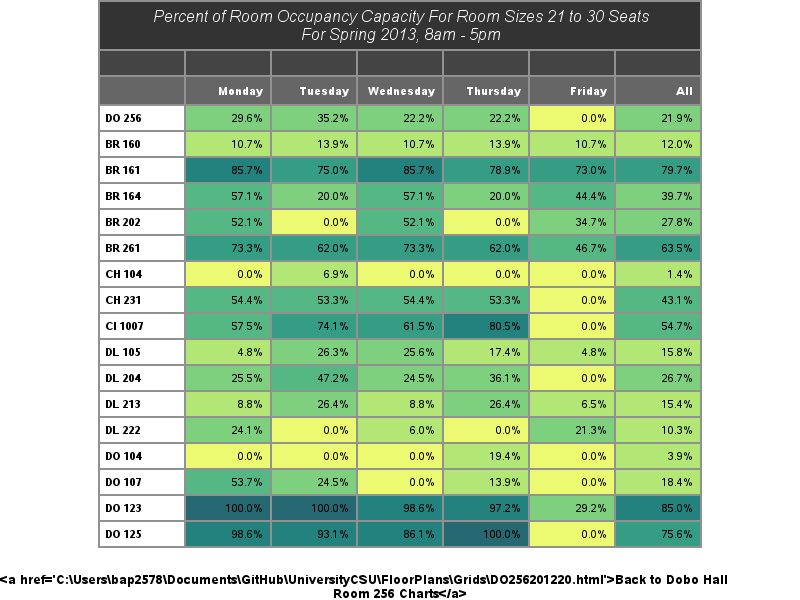 Percent of Room Occupancy Capacity For Room Sizes 21 to 30 Seats
For Spring 2013, 8am - 5pm
Monday Tuesday Wednesday Thursday Friday All
DO 256 29.6% 35.2% 22.2% 22.2% 0.0% 21.9%
BR 160 10.7% 13.9% 10.7% 13.9% 10.7% 12.0%
BR 161 85.7% 75.0% 85.7% 78.9% 73.0% 79.7%
BR 164 57.1% 20.0% 57.1% 20.0% 44.4% 39.7%
BR 202 52.1% 0.0% 52.1% 0.0% 34.7% 27.8%
BR 261 73.3% 62.0% 73.3% 62.0% 46.7% 63.5%
CH 104 0.0% 6.9% 0.0% 0.0% 0.0% 1.4%
CH 231 54.4% 53.3% 54.4% 53.3% 0.0% 43.1%
CI 1007 57.5% 74.1% 61.5% 80.5% 0.0% 54.7%
DL 105 4.8% 26.3% 25.6% 17.4% 4.8% 15.8%
DL 204 25.5% 47.2% 24.5% 36.1% 0.0% 26.7%
DL 213 8.8% 26.4% 8.8% 26.4% 6.5% 15.4%
DL 222 24.1% 0.0% 6.0% 0.0% 21.3% 10.3%
DO 104 0.0% 0.0% 0.0% 19.4% 0.0% 3.9%
DO 107 53.7% 24.5% 0.0% 13.9% 0.0% 18.4%
DO 123 100.0% 100.0% 98.6% 97.2% 29.2% 85.0%
DO 125 98.6% 93.1% 86.1% 100.0% 0.0% 75.6%
<a href='C:\Users\bap2578\Documents\GitHub\UniversityCSU\FloorPlans\Grids\DO256201220.html'>Back to Dobo Hall
Room 256 Charts</a>